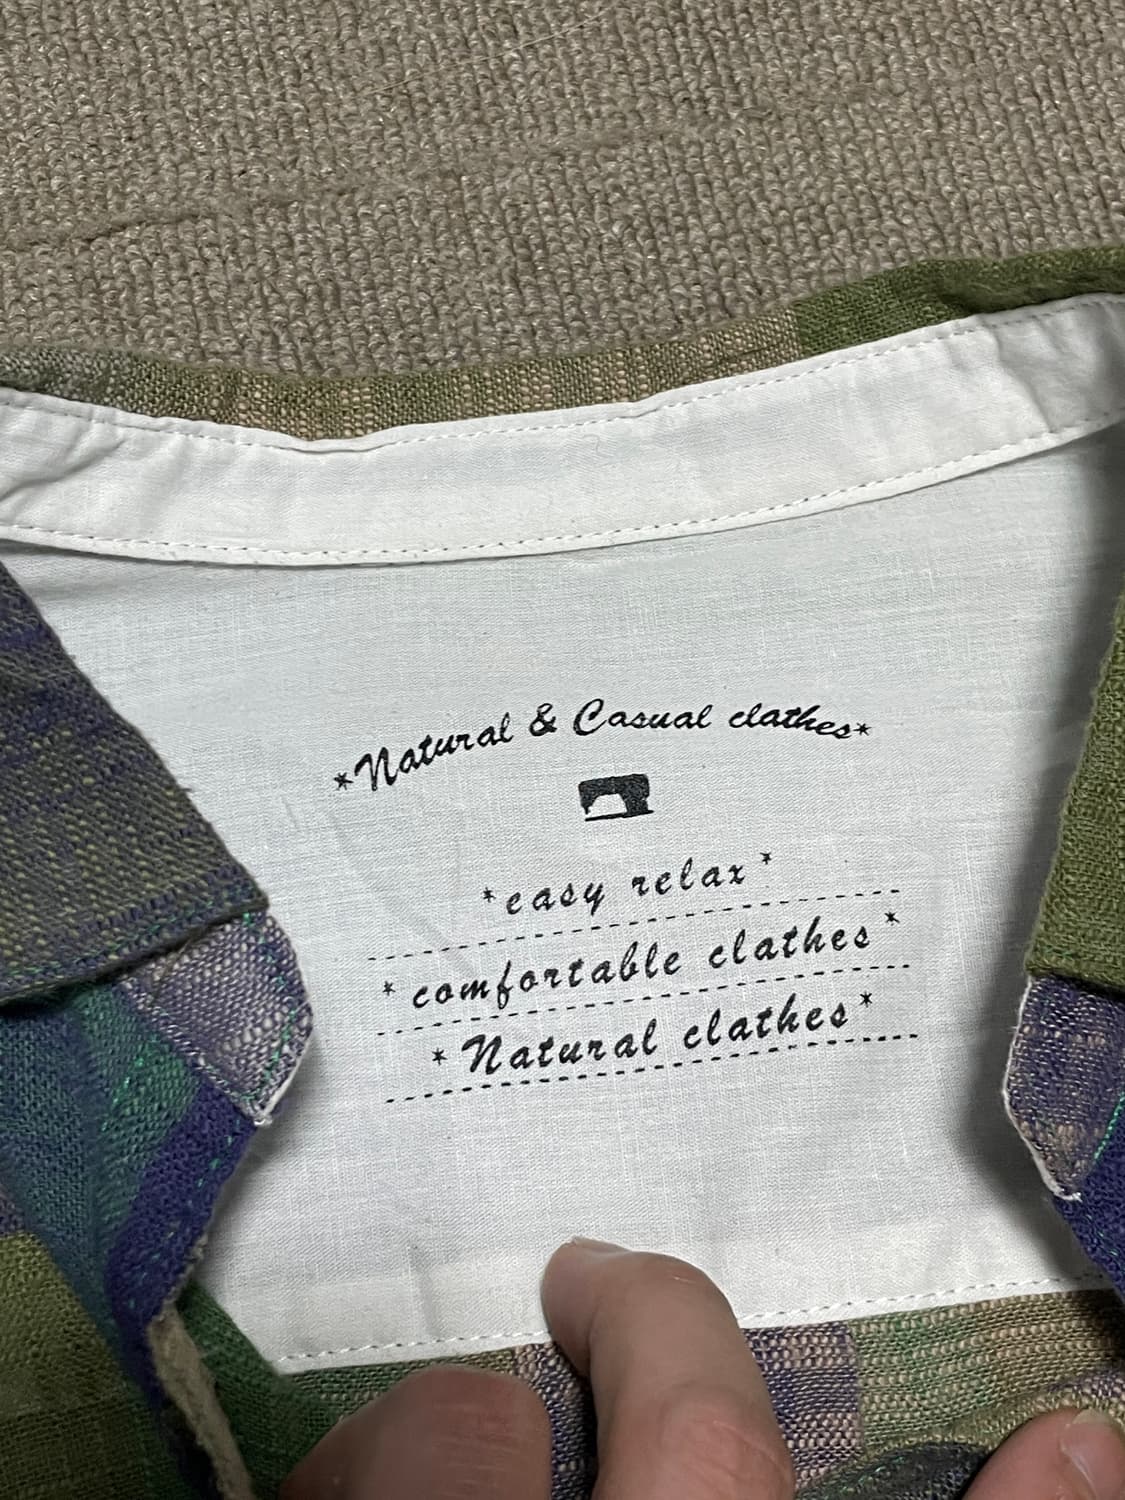 *Natural & Casual clathes*
*easy relax*
*comfortable clathes*
*Natural clathes*